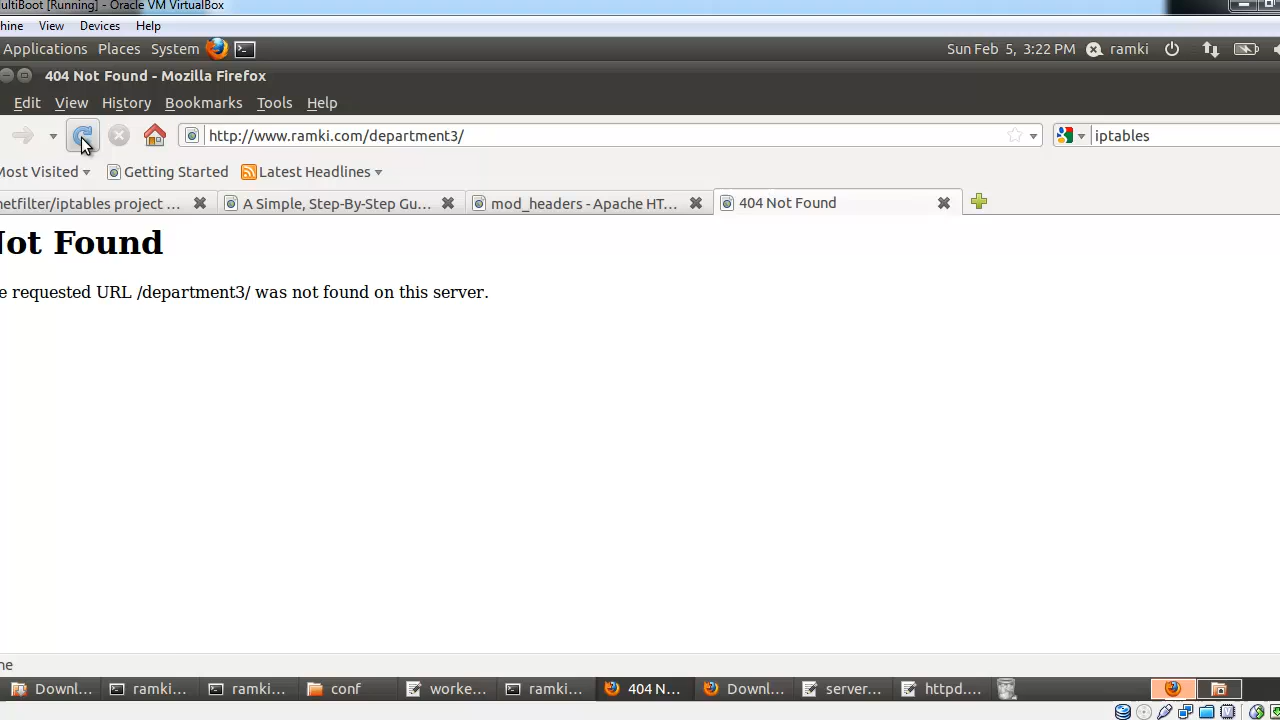 ultiBoot [Running] - Oracle VM VirtualBox
hine View Devices Help
Applications Places System Sun Feb 5, 3:22 PM ramki
404 Not Found - Mozilla Firefox
Edit View History Bookmarks Tools Help
http://www.ramki.com/department3/ iptables
Most Visited Getting Started Latest Headlines
netfilter/iptables project ... A Simple, Step-By-Step Gu... mod_headers - Apache HT... 404 Not Found
Not Found
e requested URL /department3/ was not found on this server.
ne
Downl... ramki... ramki... conf worke... ramki... 404 N... Downl... server... httpd....